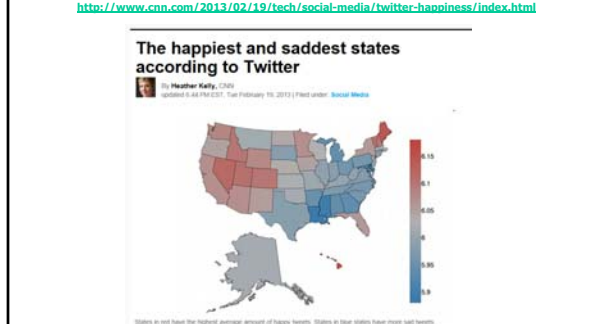 http://www.cnn.com/2013/02/19/tech/social-media/twitter-happiness/index.html
The happiest and saddest states
according to Twitter
By Heather Kelly, CNN
updated 6:44 PM EST, Tue February 19, 2013 | Filed under: Social Media
6.15
6.1
6.05
6
5.95
5.9
States in red have the highest average amount of happy tweets. States in blue states have more sad tweets.